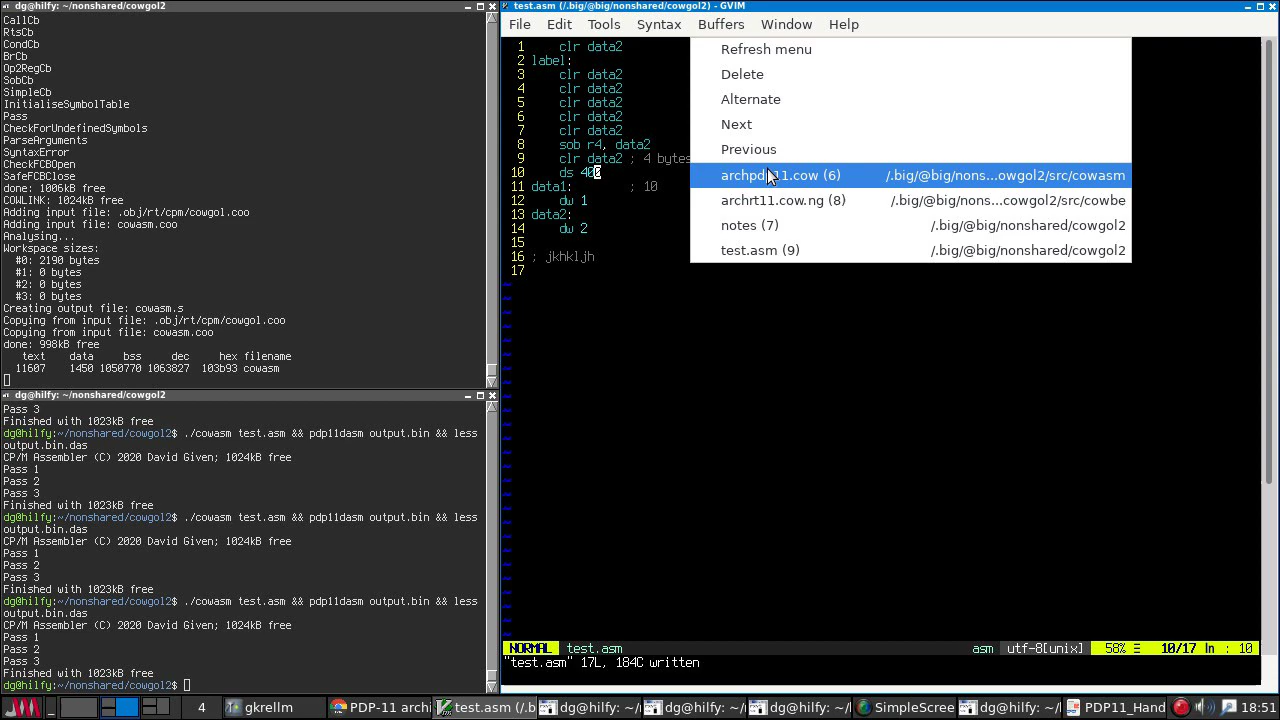 dg@hilfy: ~/nonshared/cowgol2
CallCb
RtsCb
CondCb
BrCb
Op2RegCb
SobCb
SimpleCb
InitialiseSymbolTable
Pass
CheckForUndefinedSymbols
ParseArguments
SyntaxError
CheckFCBOpen
SafeFCBClose
done: 1006kB free
COWLINK: 1024kB free
Adding input file: .obj/rt/cpm/cowgol.coo
Adding input file: cowasm.coo
Analysing...
Workspace sizes:
#0: 2190 bytes
#1: 0 bytes
#2: 0 bytes
#3: 0 bytes
Creating output file: cowasm.s
Copying from input file: .obj/rt/cpm/cowgol.coo
Copying from input file: cowasm.coo
done: 998kB free
text data bss dec hex filename
11607 1450 1050770 1063827 103b93 cowasm
dg@hilfy: ~/nonshared/cowgol2
Pass 3
Finished with 1023kB free
dg@hilfy:~/nonshared/cowgol2$ ./cowasm test.asm && pdp11dasm output.bin && less
output.bin.das
CP/M Assembler (C) 2020 David Given; 1024kB free
Pass 1
Pass 2
Pass 3
Finished with 1023kB free
dg@hilfy:~/nonshared/cowgol2$ ./cowasm test.asm && pdp11dasm output.bin && less
output.bin.das
CP/M Assembler (C) 2020 David Given; 1024kB free
Pass 1
Pass 2
Pass 3
Finished with 1023kB free
dg@hilfy:~/nonshared/cowgol2$ ./cowasm test.asm && pdp11dasm output.bin && less
output.bin.das
CP/M Assembler (C) 2020 David Given; 1024kB free
Pass 1
Pass 2
Pass 3
Finished with 1023kB free
dg@hilfy:~/nonshared/cowgol2$
test.asm (/.big/@big/nonshared/cowgol2) - GVIM
File Edit Tools Syntax Buffers Window Help
1 clr data2
2 label:
3 clr data2
4 clr data2
5 clr data2
6 clr data2
7 clr data2
8 sob r4, data2
9 clr data2 ; 4 bytes
10 ds 400
11 data1: ; 10
12 dw 1
13 data2:
14 dw 2
15
16 ; jkhkljh
17
Refresh menu
Delete
Alternate
Next
Previous
(6) /.big/@big/nons...owgol2/src/cowasm
archrt11.cow.ng (8) /.big/@big/nons...cowgol2/src/cowbe
notes (7) /.big/@big/nonshared/cowgol2
test.asm (9) /.big/@big/nonshared/cowgol2
NORMAL test.asm asm utf-8[unix] 58% ☰ 10/17 ln : 10
"test.asm" 17L, 184C written
4 gkrellm PDP-11 archi test.asm (/.b dg@hilfy: ~/ dg@hilfy: ~/ dg@hilfy: ~/ SimpleScree dg@hilfy: ~/ PD11_Hand 18:51